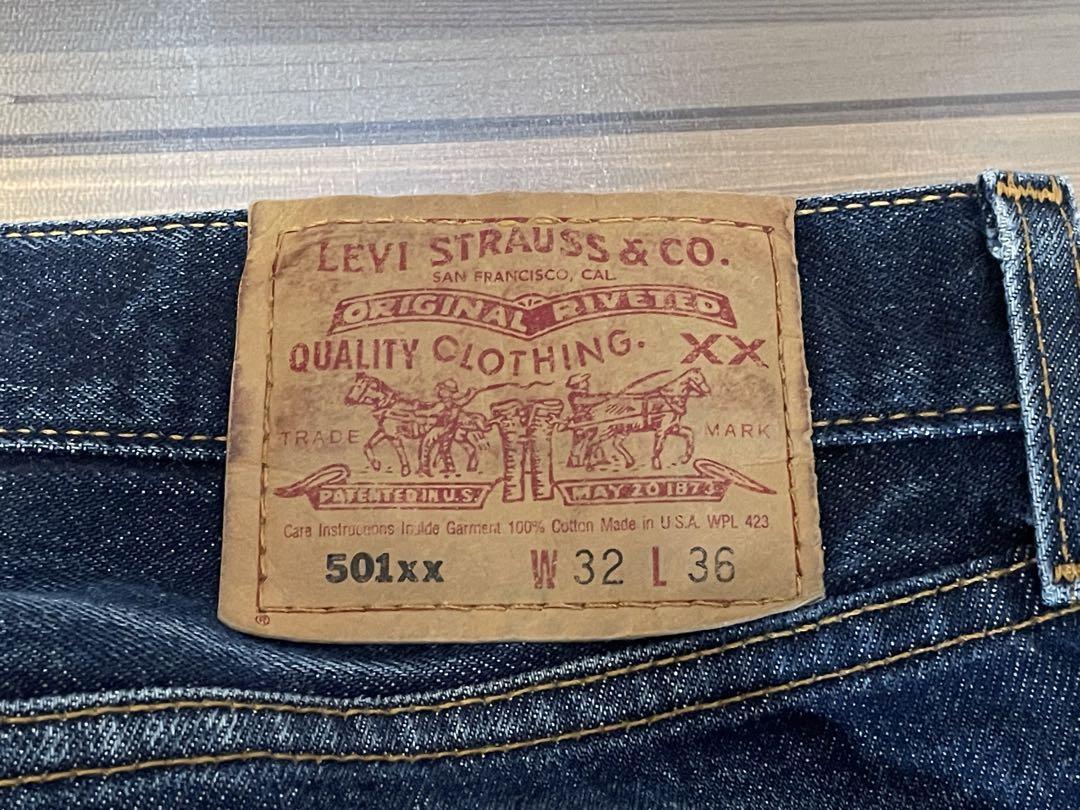 LEVI STRAUSS & CO.
SAN FRANCISCO, CAL.
ORIGINAL RIVETED
QUALITY CLOTHING. XX
TRADE MARK
PATENTED IN U.S. MAY 20 1873
Care Instructions Inside Garment 100% Cotton Made in U.S.A. WPL 423
501xx W 32 L 36
®